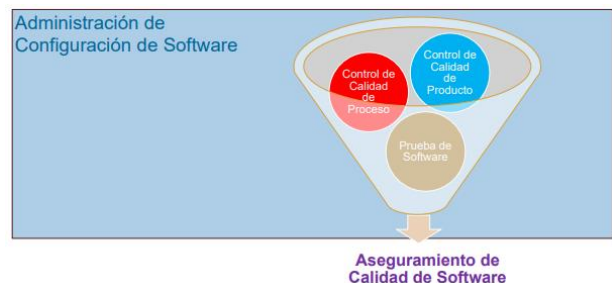 Administración de
Configuración de Software
Control de
Calidad
de
Proceso
Control de
Calidad
de
Producto
Prueba de
Software
Aseguramiento de
Calidad de Software